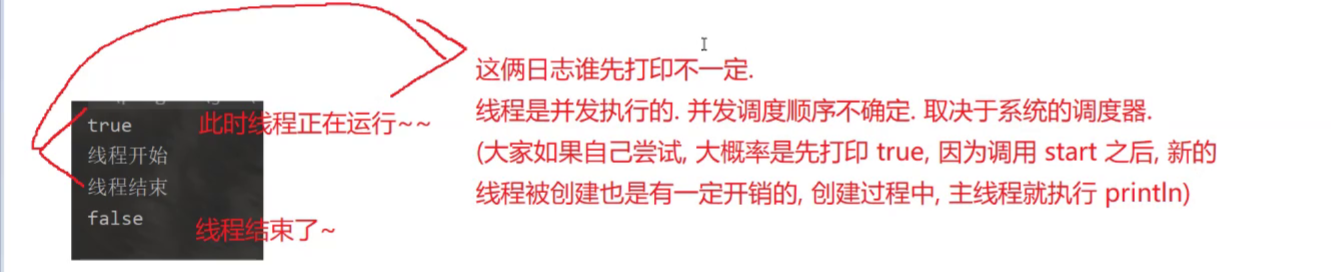 这俩日志谁先打印不一定.
线程是并发执行的. 并发调度顺序不确定. 取决于系统的调度器.
(大家如果自己尝试, 大概率是先打印 true, 因为调用 start 之后, 新的
线程被创建也是有一定开销的, 创建过程中, 主线程就执行 println)
true
此时线程正在运行~~
线程开始
线程结束
false
线程结束了~